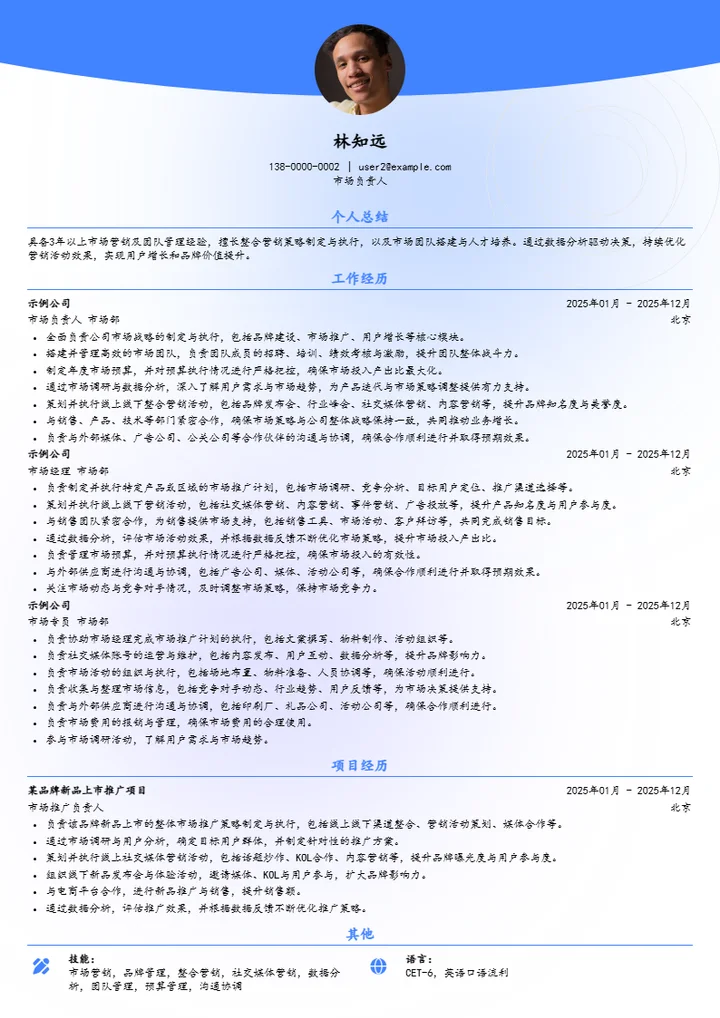 林知远
138-0000-0002 | user2@example.com
市场负责人
个人总结
具备3年以上市场营销及团队管理经验，擅长整合营销策略制定与执行，以及市场团队搭建与人才培养。通过数据分析驱动决策，持续优化
营销活动效果，实现用户增长和品牌价值提升。
工作经历
示例公司 2025年01月 - 2025年12月
市场负责人 市场部 北京
• 全面负责公司市场战略的制定与执行，包括品牌建设、市场推广、用户增长等核心模块。
• 搭建并管理高效的市场团队，负责团队成员的招聘、培训、绩效考核与激励，提升团队整体战斗力。
• 制定年度市场预算，并对预算执行情况进行严格把控，确保市场投入产出比最大化。
• 通过市场调研与数据分析，深入了解用户需求与市场趋势，为产品迭代与市场策略调整提供有力支持。
• 策划并执行线上线下整合营销活动，包括品牌发布会、行业峰会、社交媒体营销、内容营销等，提升品牌知名度与美誉度。
• 与销售、产品、技术等部门紧密合作，确保市场策略与公司整体战略保持一致，共同推动业务增长。
• 负责与外部媒体、广告公司、公关公司等合作伙伴的沟通与协调，确保合作顺利进行并取得预期效果。
示例公司 2025年01月 - 2025年12月
市场经理 市场部 北京
• 负责制定并执行特定产品或区域的市场推广计划，包括市场调研、竞争分析、目标用户定位、推广渠道选择等。
• 策划并执行线上线下营销活动，包括社交媒体营销、内容营销、事件营销、广告投放等，提升产品知名度与用户参与度。
• 与销售团队紧密合作，为销售提供市场支持，包括销售工具、市场活动、客户拜访等，共同完成销售目标。
• 通过数据分析，评估市场活动效果，并根据数据反馈不断优化市场策略，提升市场投入产出比。
• 负责管理市场预算，并对预算执行情况进行严格把控，确保市场投入的有效性。
• 与外部供应商进行沟通与协调，包括广告公司、媒体、活动公司等，确保合作顺利进行并取得预期效果。
• 关注市场动态与竞争对手情况，及时调整市场策略，保持市场竞争力。
示例公司 2025年01月 - 2025年12月
市场专员 市场部 北京
• 负责协助市场经理完成市场推广计划的执行，包括文案撰写、物料制作、活动组织等。
• 负责社交媒体账号的运营与维护，包括内容发布、用户互动、数据分析等，提升品牌影响力。
• 负责市场活动的组织与执行，包括场地布置、物料准备、人员协调等，确保活动顺利进行。
• 负责收集与整理市场信息，包括竞争对手动态、行业趋势、用户反馈等，为市场决策提供支持。
• 负责与外部供应商进行沟通与协调，包括印刷厂、礼品公司、活动公司等，确保合作顺利进行。
• 负责市场费用的报销与管理，确保市场费用的合理使用。
• 参与市场调研活动，了解用户需求与市场趋势。
项目经历
某品牌新品上市推广项目 2025年01月 - 2025年12月
市场推广负责人 北京
• 负责该品牌新品上市的整体市场推广策略制定与执行，包括线上线下渠道整合、营销活动策划、媒体合作等。
• 通过市场调研与用户分析，确定目标用户群体，并制定针对性的推广方案。
• 策划并执行线上社交媒体营销活动，包括话题炒作、KOL合作、内容营销等，提升品牌曝光度与用户参与度。
• 组织线下新品发布会与体验活动，邀请媒体、KOL与用户参与，扩大品牌影响力。
• 与电商平台合作，进行新品推广与销售，提升销售额。
• 通过数据分析，评估推广效果，并根据数据反馈不断优化推广策略。
其他
技能：
市场营销，品牌管理，整合营销，社交媒体营销，数据分
析，团队管理，预算管理，沟通协调
语言：
CET-6，英语口语流利